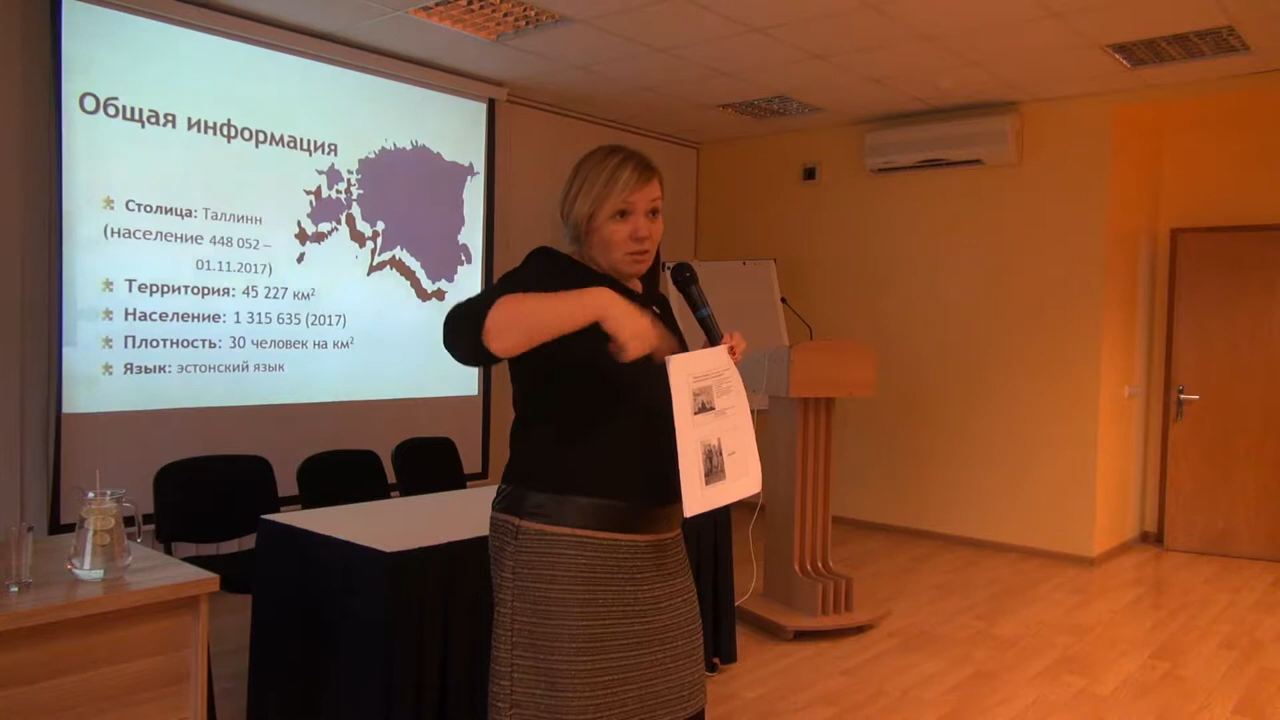 Общая информация
Столица: Таллинн
(население 448 052 –
01.11.2017)
Территория: 45 227 км²
Население: 1 315 635 (2017)
Плотность: 30 человек на км²
Язык: эстонский язык